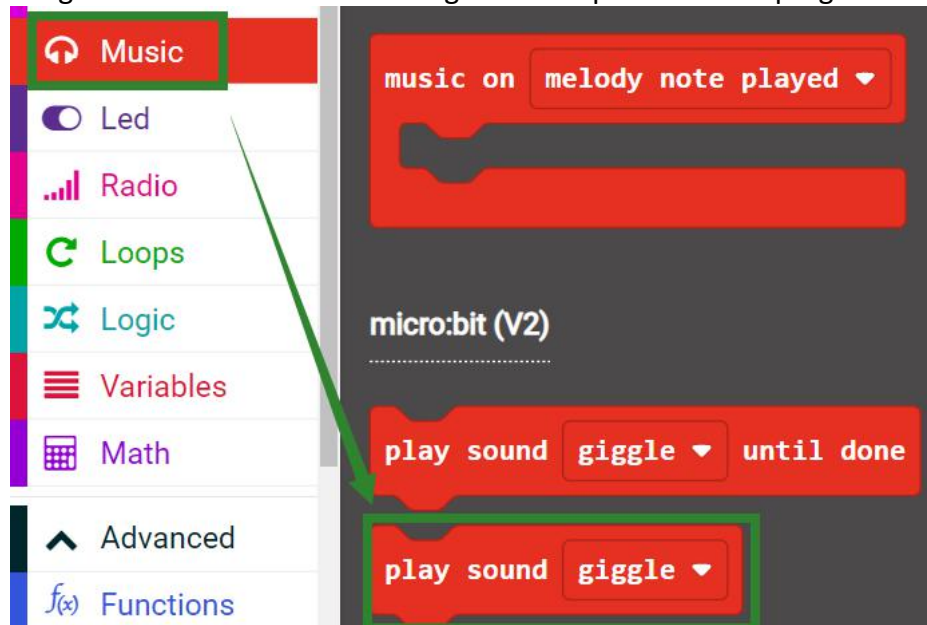 Music
Led
Radio
Loops
Logic
Variables
Math
Advanced
f(x) Functions
music on melody note played
micro:bit (V2)
play sound giggle until done
play sound giggle